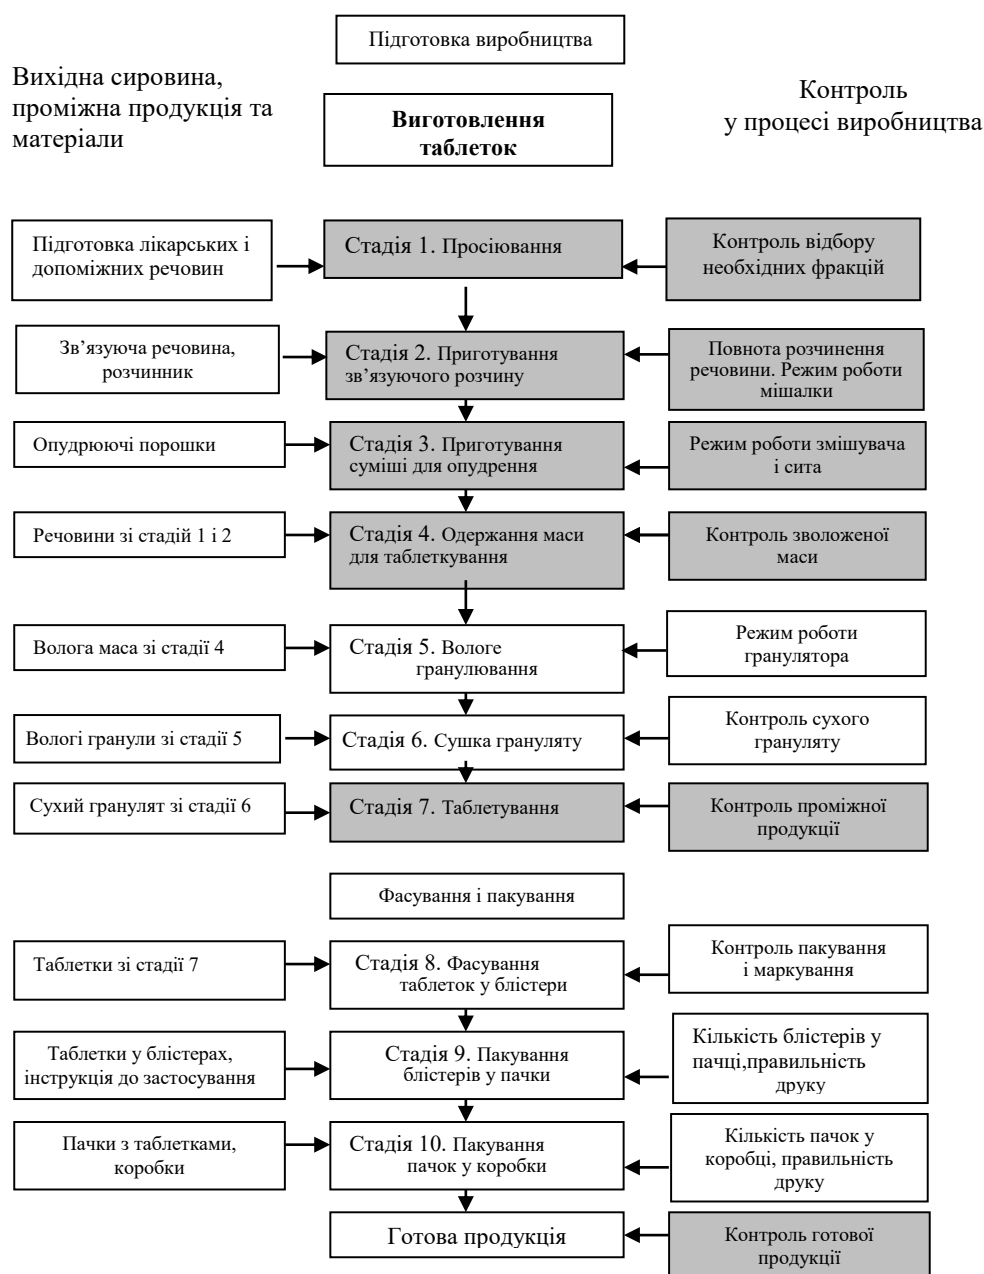 Підготовка виробництва
Вихідна сировина,
проміжна продукція та
матеріали
Виготовлення
таблеток
Контроль
у процесі виробництва
Підготовка лікарських і
допоміжних речовин
Стадія 1. Просіювання
Контроль відбору
необхідних фракцій
Зв’язуюча речовина,
розчинник
Стадія 2. Приготування
зв’язуючого розчину
Повнота розчинення
речовини. Режим роботи
мішалки
Опудрюючі порошки
Стадія 3. Приготування
суміші для опудрення
Режим роботи змішувача
і сита
Речовини зі стадій 1 і 2
Стадія 4. Одержання маси
для таблеткування
Контроль зволоженої
маси
Волога маса зі стадії 4
Стадія 5. Вологе
гранулювання
Режим роботи
гранулятора
Вологі гранули зі стадії 5
Стадія 6. Сушка грануляту
Контроль сухого
грануляту
Сухий гранулят зі стадії 6
Стадія 7. Таблетування
Контроль проміжної
продукції
Фасування і пакування
Таблетки зі стадії 7
Стадія 8. Фасування
таблеток у блістери
Контроль пакування
і маркування
Таблетки у блістерах,
інструкція до застосування
Стадія 9. Пакування
блістерів у пачки
Кількість блістерів у
пачці,правильність
друку
Пачки з таблетками,
коробки
Стадія 10. Пакування
пачок у коробки
Кількість пачок у
коробці, правильність
друку
Готова продукція
Контроль готової
продукції